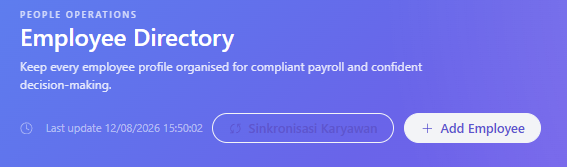 PEOPLE OPERATIONS
Employee Directory
Keep every employee profile organised for compliant payroll and confident
decision-making.
Last update 12/08/2026 15:50:02 Sinkronisasi Karyawan + Add Employee